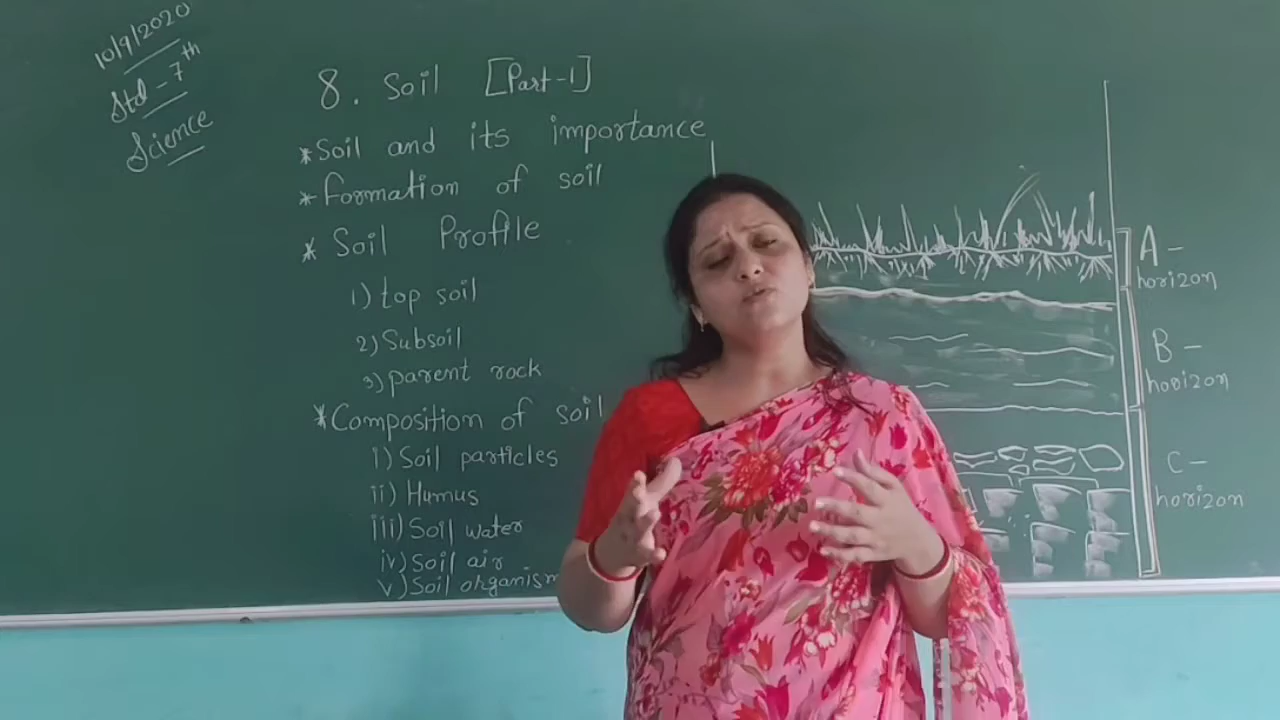 10/9/2020
Std - 7th
Science
8. Soil [Part-1]
* Soil and its importance
* Formation of soil
* Soil Profile
1) top soil
2) Subsoil
3) parent rock
* Composition of soil
i) Soil particles
ii) Humus
iii) Soil water
iv) Soil air
v) Soil organism
A -
horizon
B -
horizon
C -
horizon